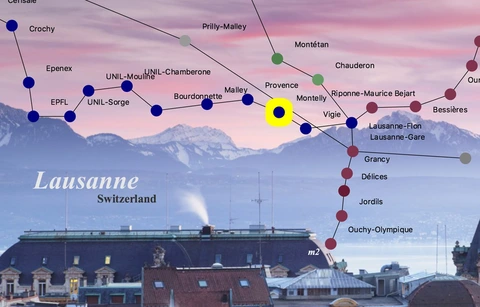 Cerisaie
Crochy
Prilly-Malley
Montétan
Epenex
UNIL-Chamberone
UNIL-Mouline
Chauderon
EPFL
UNIL-Sorge
Bourdonnette
Malley
Provence
Montelly
Riponne-Maurice Bejart
Our
Bessières
Vigie
Lausanne-Flon
Lausanne-Gare
Grancy
Délices
Jordils
Ouchy-Olympique
m2
Lausanne
Switzerland